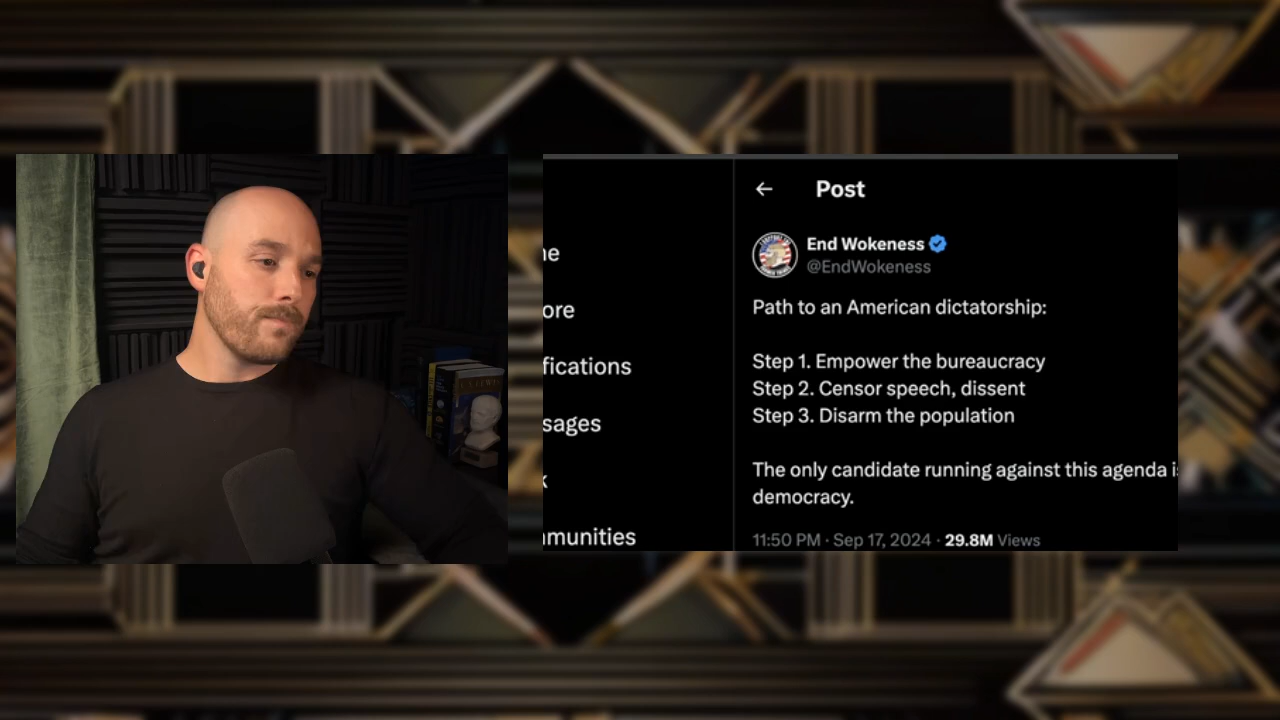 Post
End Wokeness
@EndWokeness
ne
ore
fications
sages
k
munities
Path to an American dictatorship:
Step 1. Empower the bureaucracy
Step 2. Censor speech, dissent
Step 3. Disarm the population
The only candidate running against this agenda is
democracy.
11:50 PM · Sep 17, 2024 · 29.8M Views